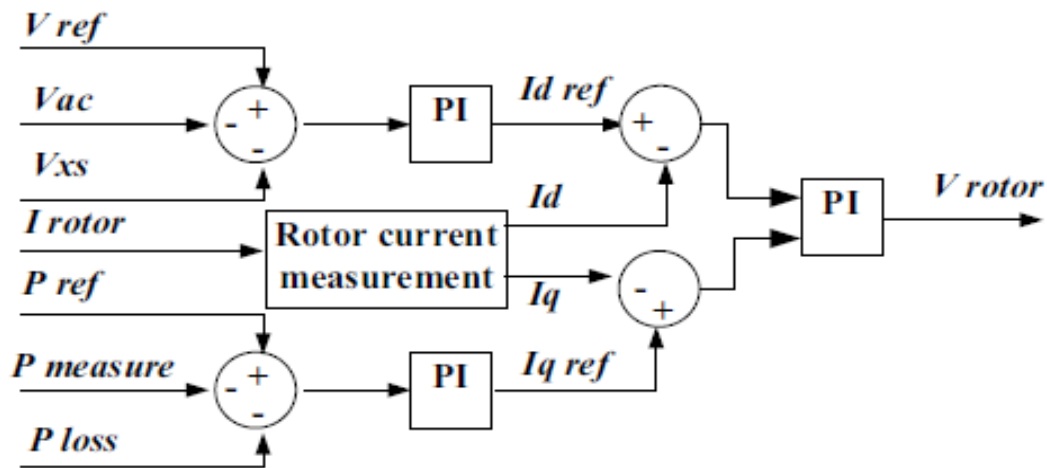 V ref
Vac
Vxs
I rotor
P ref
P measure
P loss
+
-
-
PI
Id ref
+
-
Rotor current
measurement
Id
Iq
-
+
+
-
-
PI
Iq ref
PI
V rotor